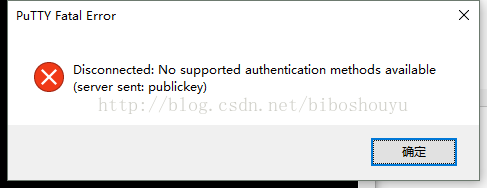 PuTTY Fatal Error
Disconnected: No supported authentication methods available
(server sent: publickey)
http://blog.csdn.net/biboshouyu
确定